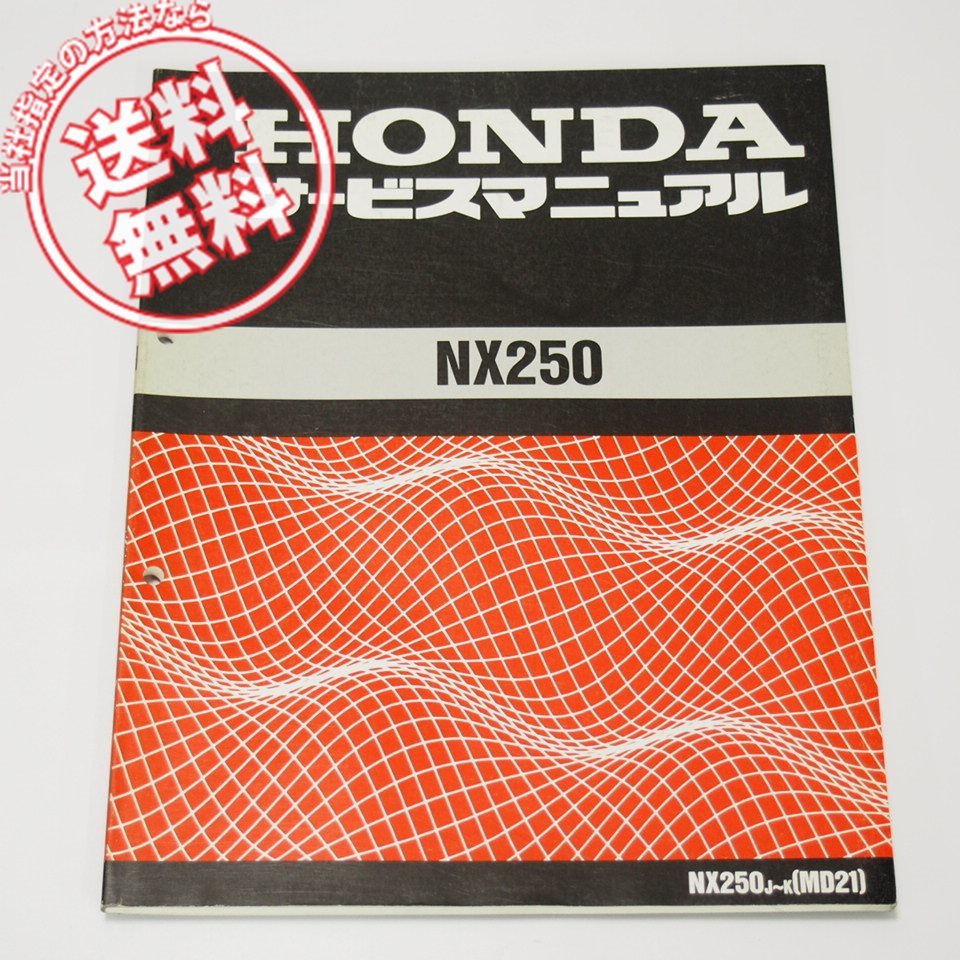 当社指定の方法なら
送料
無料
HONDA
サービスマニュアル
NX250
NX250J~K(MD21)